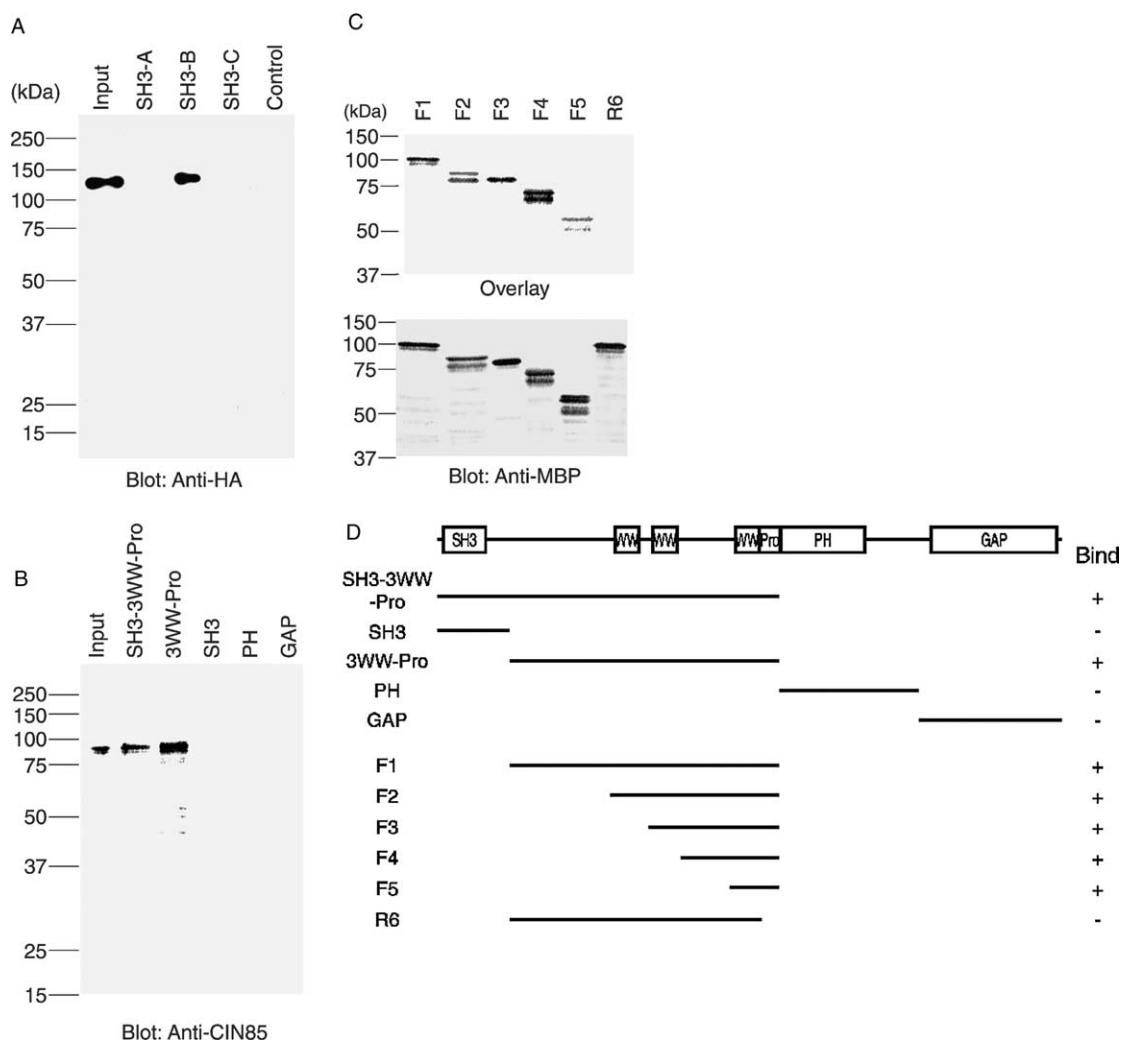 A
(kDa)
Input
SH3-A
SH3-B
SH3-C
Control
250
150
100
75
50
37
25
15
Blot: Anti-HA
B
Input
SH3-3WW-Pro
3WW-Pro
SH3
PH
GAP
250
150
100
75
50
37
25
15
Blot: Anti-CIN85
C
(kDa)
F1
F2
F3
F4
F5
R6
150
100
75
50
37
Overlay
150
100
75
50
37
Blot: Anti-MBP
D
SH3 WW WW WW Pro PH GAP
Bind
SH3-3WW
-Pro +
SH3 -
3WW-Pro +
PH -
GAP -
F1 +
F2 +
F3 +
F4 +
F5 +
R6 -